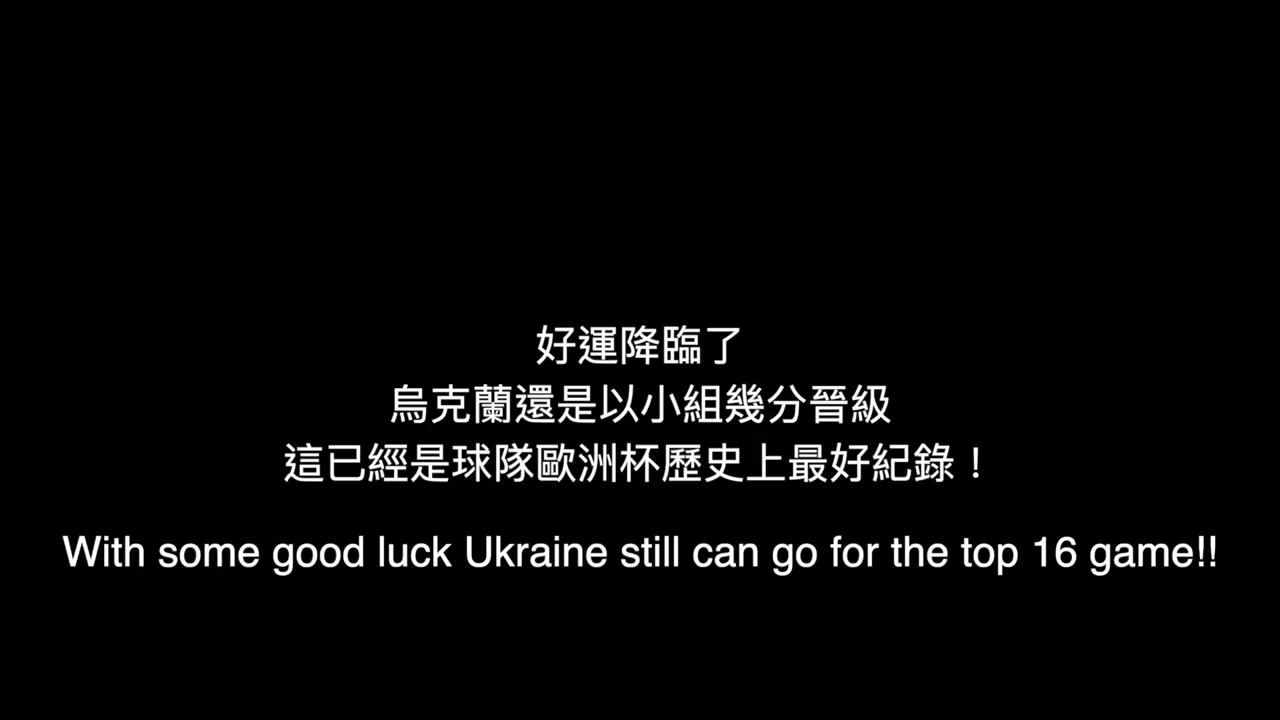 好運降臨了
烏克蘭還是以小組幾分晉級
這已經是球隊歐洲杯歷史上最好紀錄！
With some good luck Ukraine still can go for the top 16 game!!